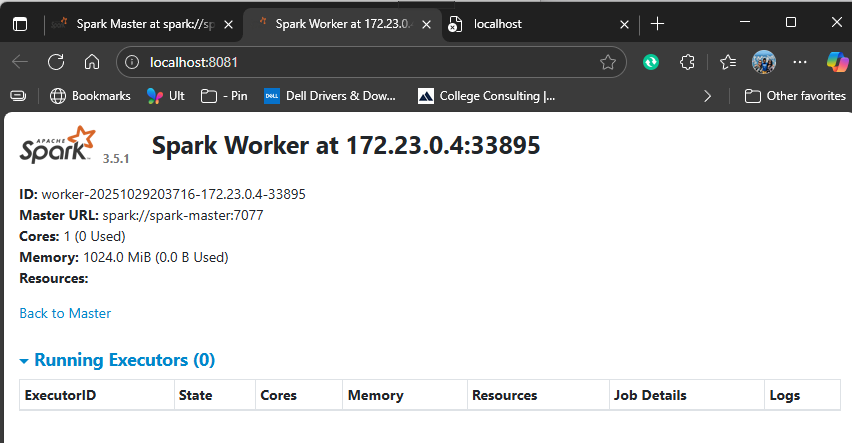 Spark Master at spark://sp
Spark Worker at 172.23.0.4
localhost
localhost:8081
Bookmarks
Ult
- Pin
Dell Drivers & Dow...
College Consulting |...
Other favorites
APACHE Spark 3.5.1
Spark Worker at 172.23.0.4:33895
ID: worker-20251029203716-172.23.0.4-33895
Master URL: spark://spark-master:7077
Cores: 1 (0 Used)
Memory: 1024.0 MiB (0.0 B Used)
Resources:
Back to Master
Running Executors (0)
ExecutorID State Cores Memory Resources Job Details Logs